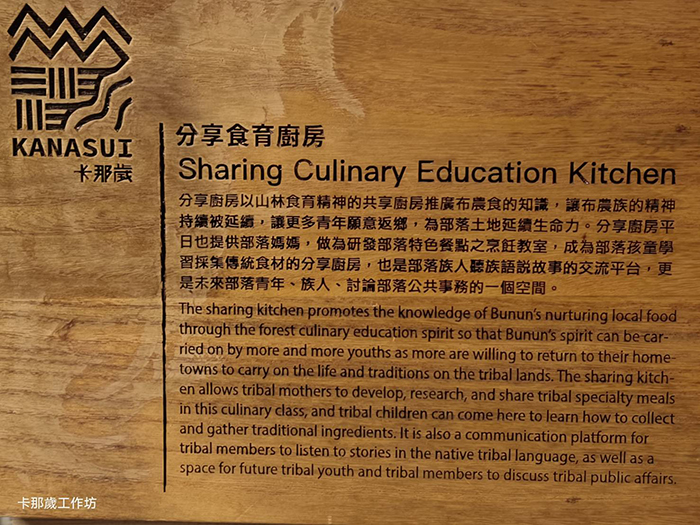 KANASUI
卡那歲
分享食育廚房
Sharing Culinary Education Kitchen
分享廚房以山林食育精神的共享廚房推廣布農食的知識，讓布農族的精神
持續被延續，讓更多青年願意返鄉，為部落土地延續生命力。分享廚房平
日也提供部落媽媽，做為研發部落特色餐點之烹飪教室，成為部落孩童學
習採集傳統食材的分享廚房，也是部落族人聽族語說故事的交流平台，更
是未來部落青年、族人、討論部落公共事務的一個空間。
The sharing kitchen promotes the knowledge of Bunun's nurturing local food
through the forest culinary education spirit so that Bunun's spirit can be car-
ried on by more and more youths as more are willing to return to their home-
towns to carry on the life and traditions on the tribal lands. The sharing kitch-
en allows tribal mothers to develop, research, and share tribal specialty meals
in this culinary class, and tribal children can come here to learn how to collect
and gather traditional ingredients. It is also a communication platform for
tribal members to listen to stories in the native tribal language, as well as a
space for future tribal youth and tribal members to discuss tribal public affairs.
卡那歲工作坊